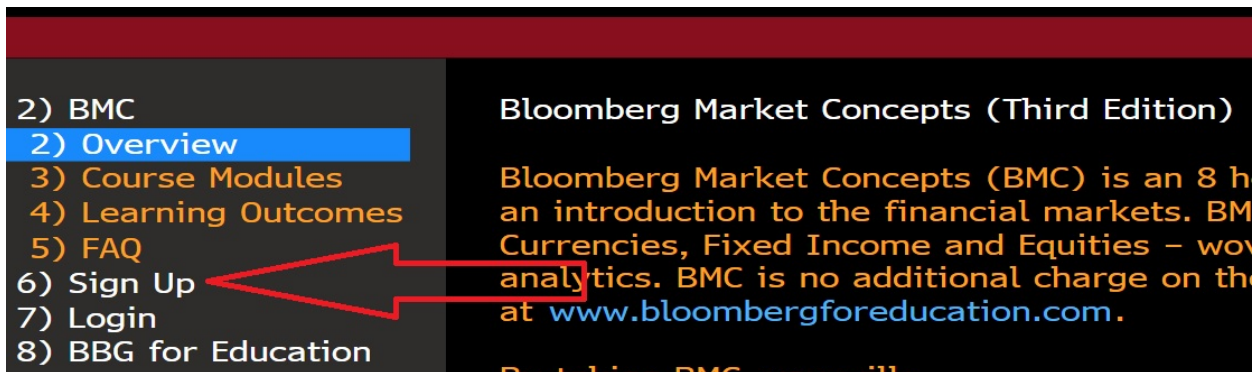 2) BMC
2) Overview
3) Course Modules
4) Learning Outcomes
5) FAQ
6) Sign Up
7) Login
8) BBG for Education
Bloomberg Market Concepts (Third Edition)
Bloomberg Market Concepts (BMC) is an 8 h
an introduction to the financial markets. BM
Currencies, Fixed Income and Equities – wov
analytics. BMC is no additional charge on the
at www.bloombergforeducation.com.